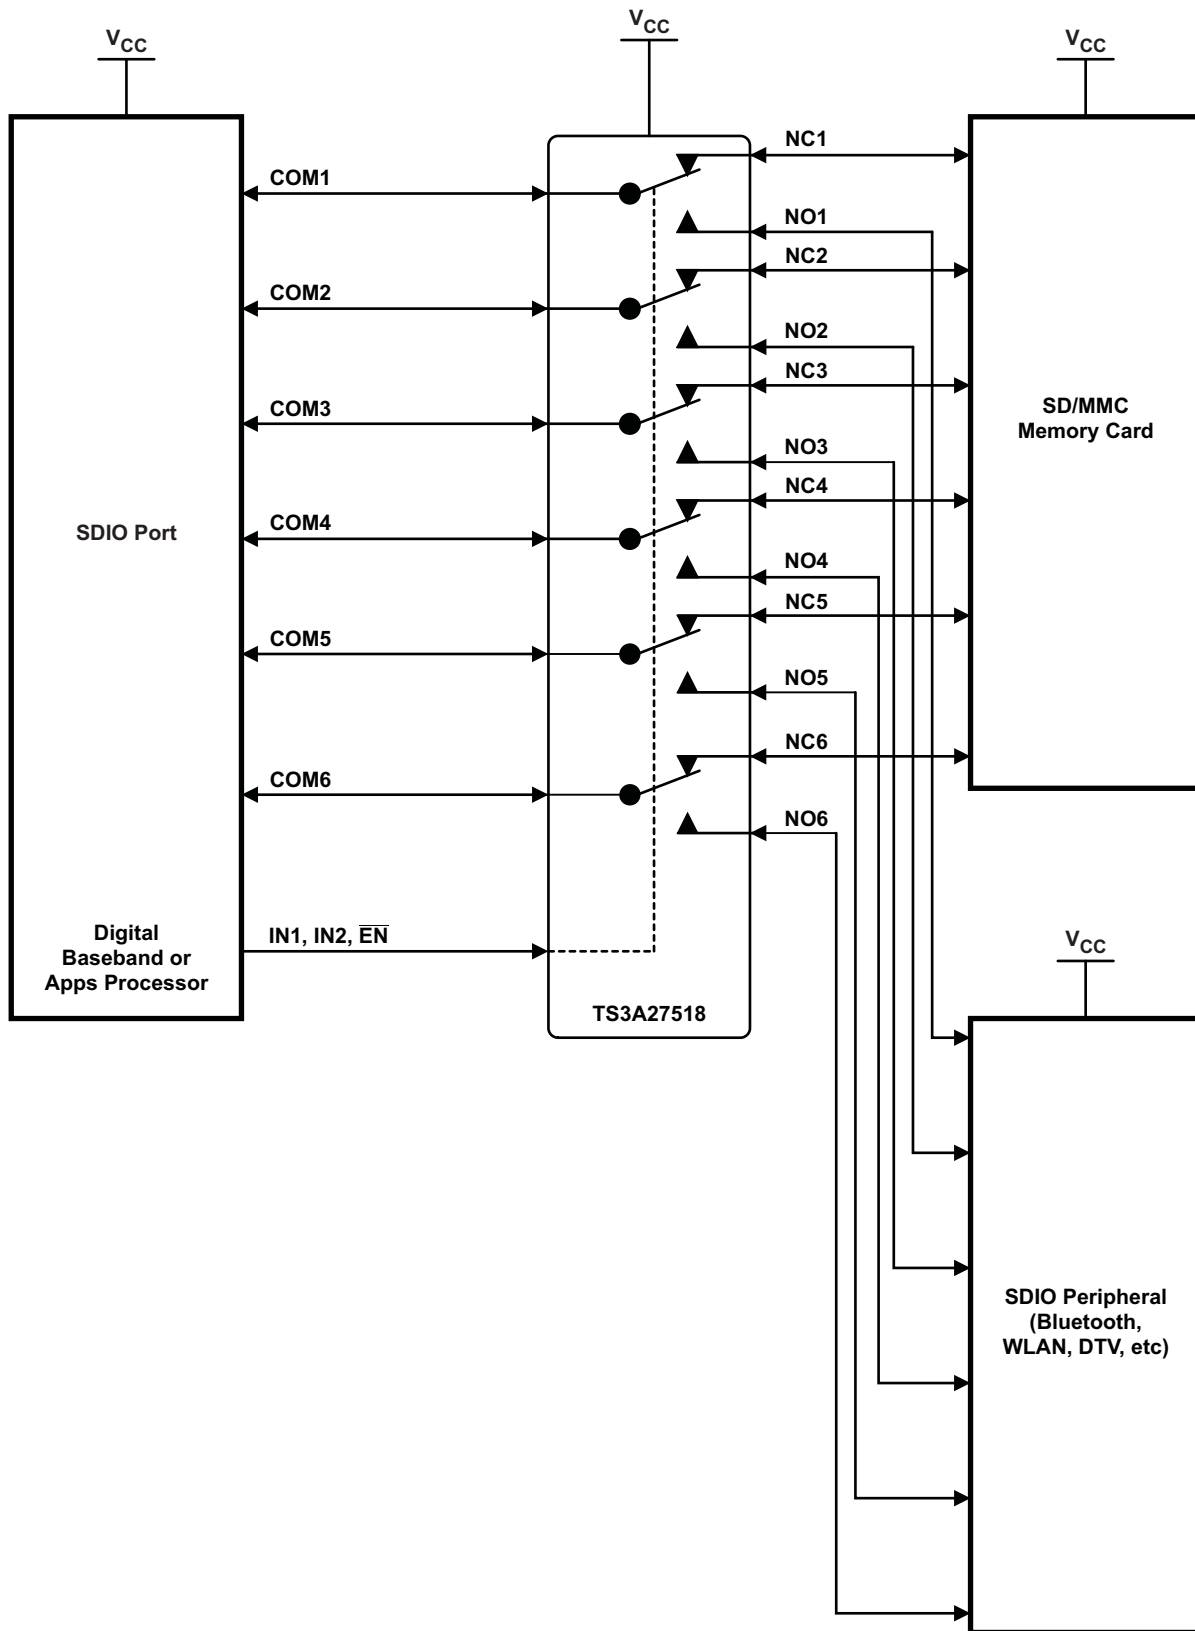 VCC
VCC
VCC
COM1
NC1
NO1
COM2
NC2
NO2
COM3
NC3
NO3
COM4
NC4
NO4
COM5
NC5
NO5
COM6
NC6
NO6
SDIO Port
SD/MMC
Memory Card
Digital
Baseband or
Apps Processor
IN1, IN2, E̅N̅
TS3A27518
VCC
SDIO Peripheral
(Bluetooth,
WLAN, DTV, etc)